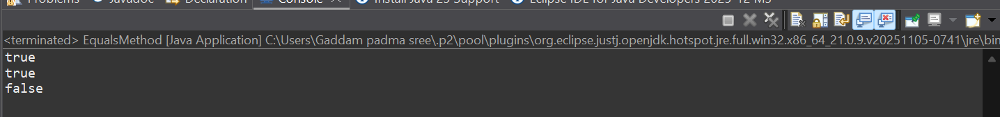 Problems Javadoc Declaration Console Install Java 25 Support Eclipse IDE for Java Developers 2025-12 M3
<terminated> EqualsMethod [Java Application] C:\Users\Gaddam padma sree\.p2\pool\plugins\org.eclipse.justj.openjdk.hotspot.jre.full.win32.x86_64_21.0.9.v20251105-0741\jre\bin
true
true
false